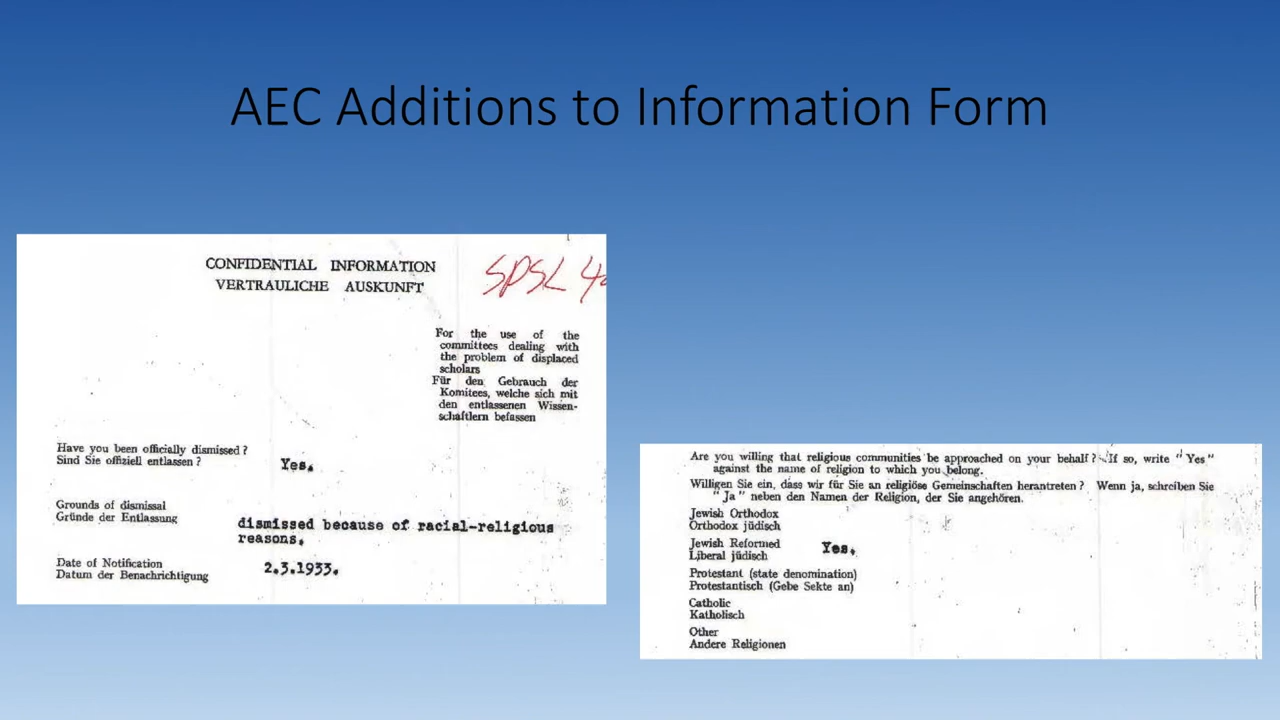 AEC Additions to Information Form
CONFIDENTIAL INFORMATION
VERTRAULICHE AUSKUNFT
SPSL
For the use of the
committees dealing with
the problem of displaced
scholars
Für den Gebrauch der
Komitees, welche sich mit
den entlassenen Wissen-
schaftlern befassen
Have you been officially dismissed?
Sind Sie offiziell entlassen?
Yes.
Grounds of dismissal
Gründe der Entlassung
dismissed because of racial-religious
reasons.
Date of Notification
Datum der Benachrichtigung
2.3.1933.
Are you willing that religious communities be approached on your behalf? If so, write "Yes"
against the name of religion to which you belong.
Willigen Sie ein, dass wir für Sie an religiöse Gemeinschaften herantreten? Wenn ja, schreiben Sie
"Ja" neben den Namen der Religion, der Sie angehören.
Jewish Orthodox
Orthodox jüdisch
Jewish Reformed
Liberal jüdisch
Yes.
Protestant (state denomination)
Protestantisch (Gebe Sekte an)
Catholic
Katholisch
Other
Andere Religionen